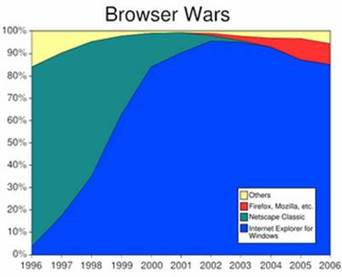 Browser Wars
100%
90%
80%
70%
60%
50%
40%
30%
20%
10%
0%
Others
Firefox, Mozilla, etc.
Netscape Classic
Internet Explorer for
Windows
1996 1997 1998 1999 2000 2001 2002 2003 2004 2005 2006